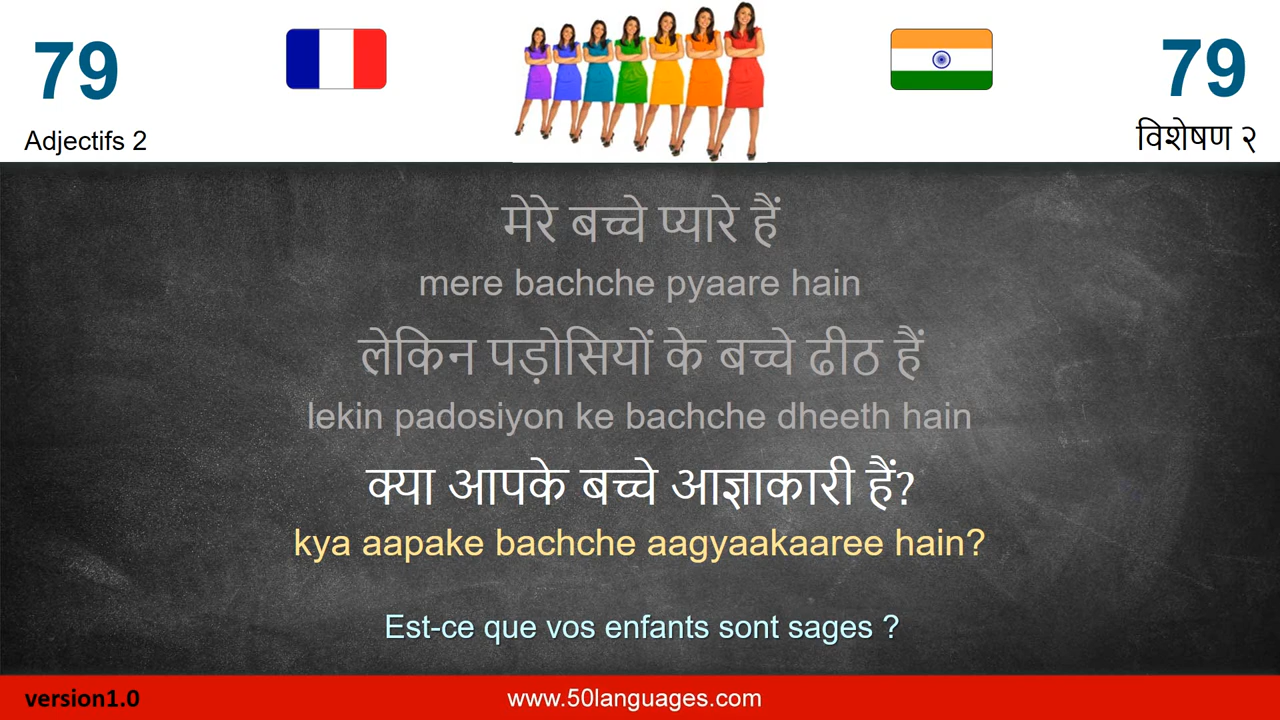 79
79
Adjectifs 2
विशेषण २
मेरे बच्चे प्यारे हैं
mere bachche pyaare hain
लेकिन पड़ोसियों के बच्चे ढीठ हैं
lekin padosiyon ke bachche dheeth hain
क्या आपके बच्चे आज्ञाकारी हैं?
kya aapake bachche aagyaakaaree hain?
Est-ce que vos enfants sont sages ?
version1.0
www.50languages.com